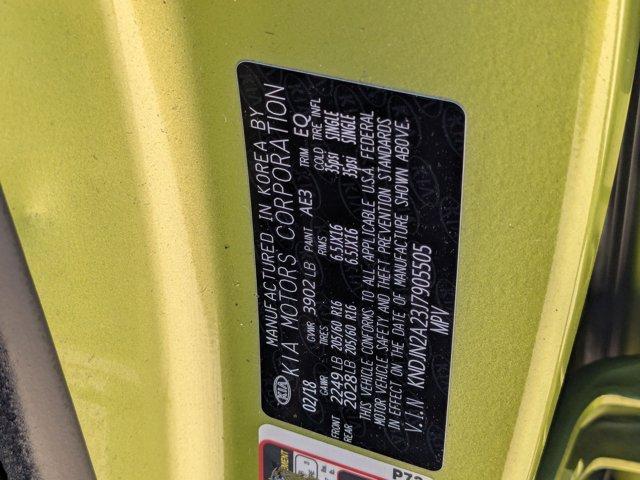 KIA
MANUFACTURED IN KOREA BY
KIA MOTORS CORPORATION
02/18 GVWR 3902 LB PAINT AE3 TRIM EQ
GAWR TIRES RIMS COLD TIRE INFL
FRONT 2249 LB 205/60 R16 6.5JX16 35psi SINGLE
REAR 2028 LB 205/60 R16 6.5JX16 35psi SINGLE
THIS VEHICLE CONFORMS TO ALL APPLICABLE U.S.A. FEDERAL
MOTOR VEHICLE SAFETY AND THEFT PREVENTION STANDARDS
IN EFFECT ON THE DATE OF MANUFACTURE SHOWN ABOVE.
V.I.N KNDJN2A23J7905505
MPV